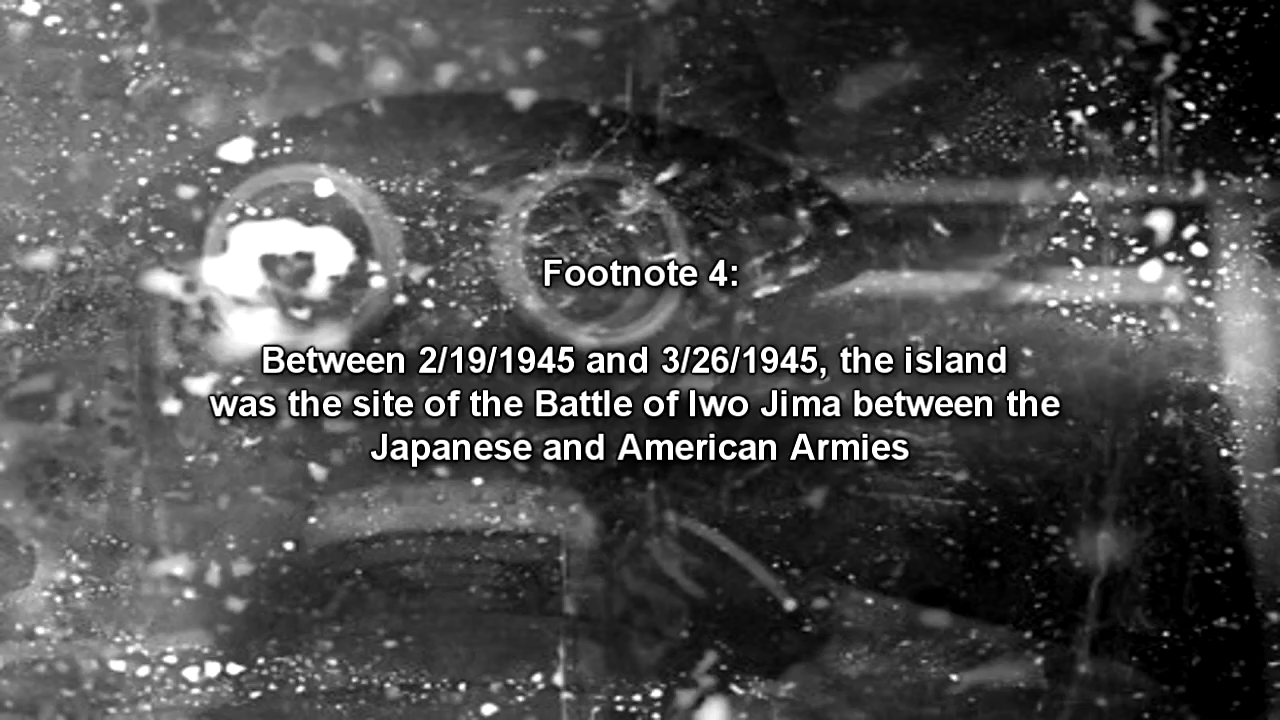 Footnote 4:
Between 2/19/1945 and 3/26/1945, the island
was the site of the Battle of Iwo Jima between the
Japanese and American Armies